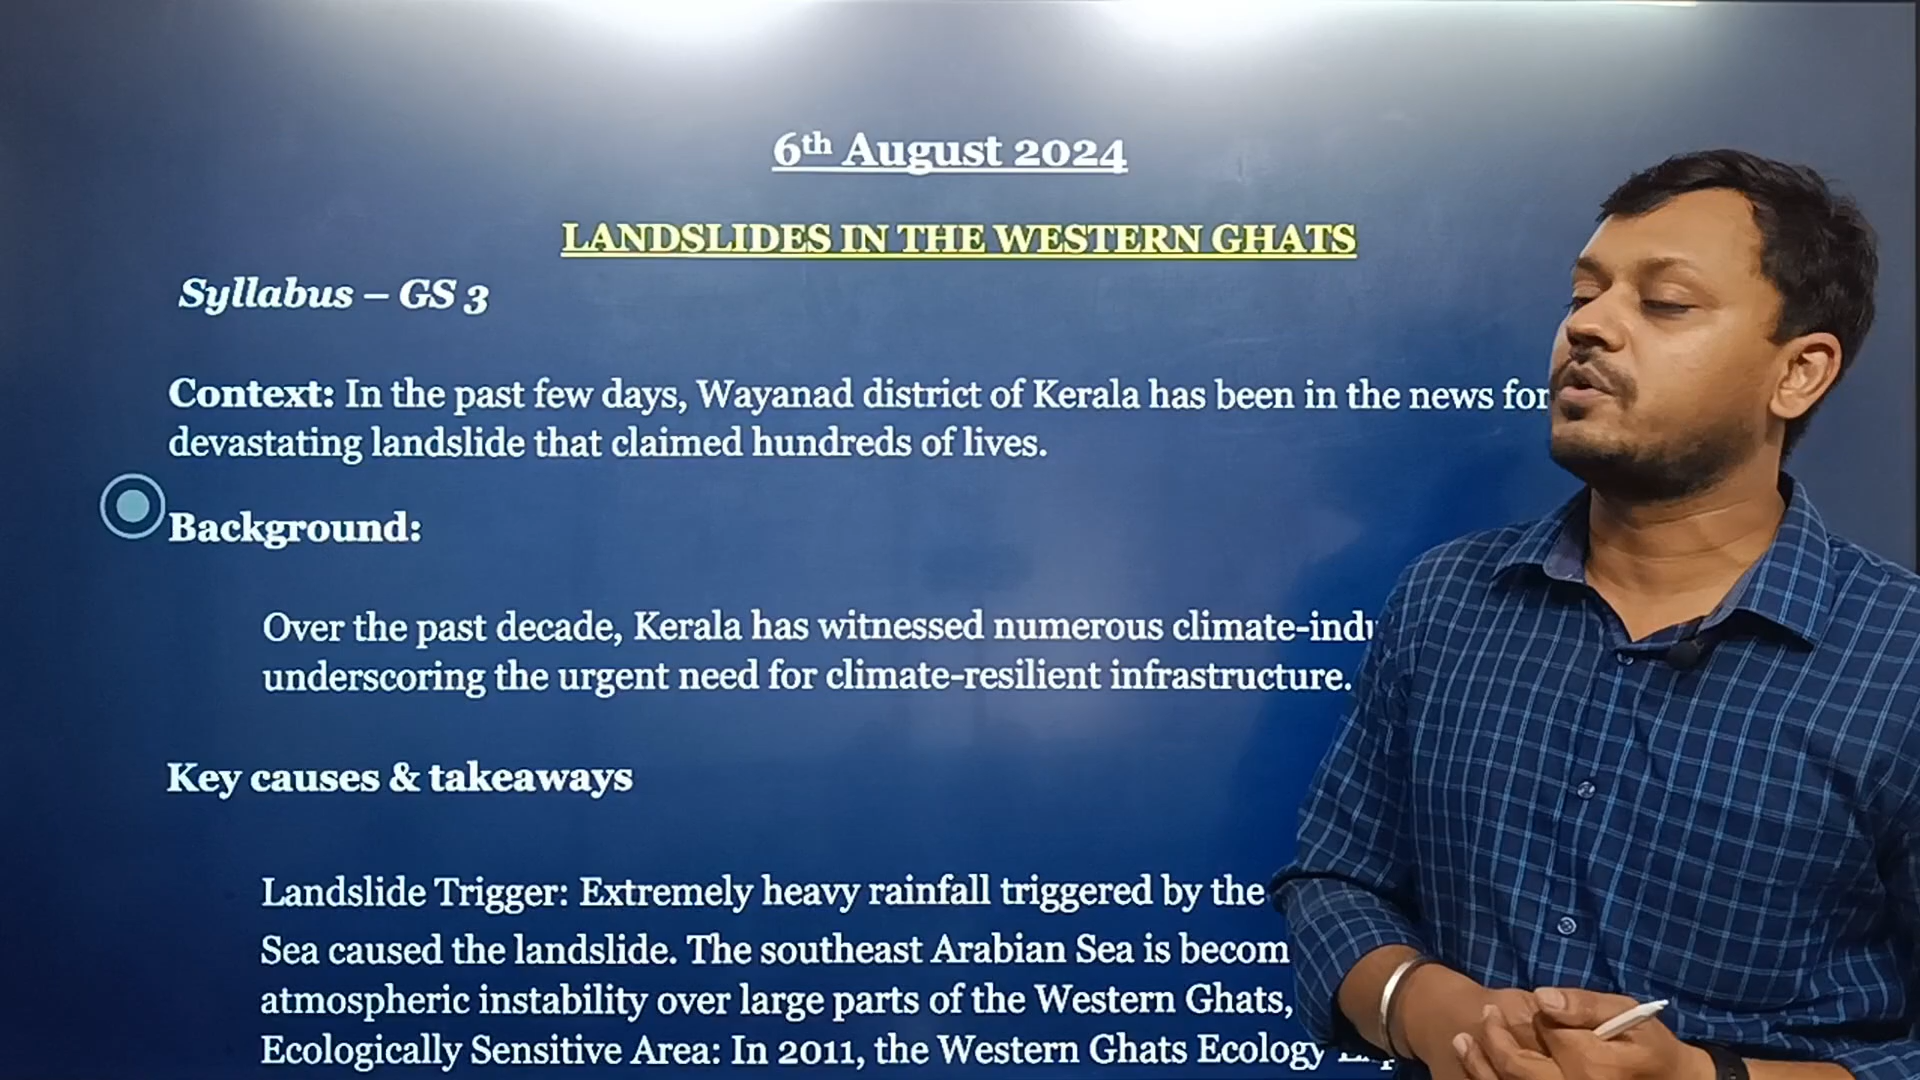 6th August 2024
LANDSLIDES IN THE WESTERN GHATS
Syllabus – GS 3
Context: In the past few days, Wayanad district of Kerala has been in the news for
devastating landslide that claimed hundreds of lives.
Background:
Over the past decade, Kerala has witnessed numerous
underscoring the urgent need for climate-resilient infrastructure.
Key causes & takeaways
Landslide Trigger: Extremely heavy rainfall triggered by the
Sea caused the landslide. The southeast Arabian Sea is
atmospheric instability over large parts of the Western Ghats,
Ecologically Sensitive Area: In 2011, the Western Ghats Ecology